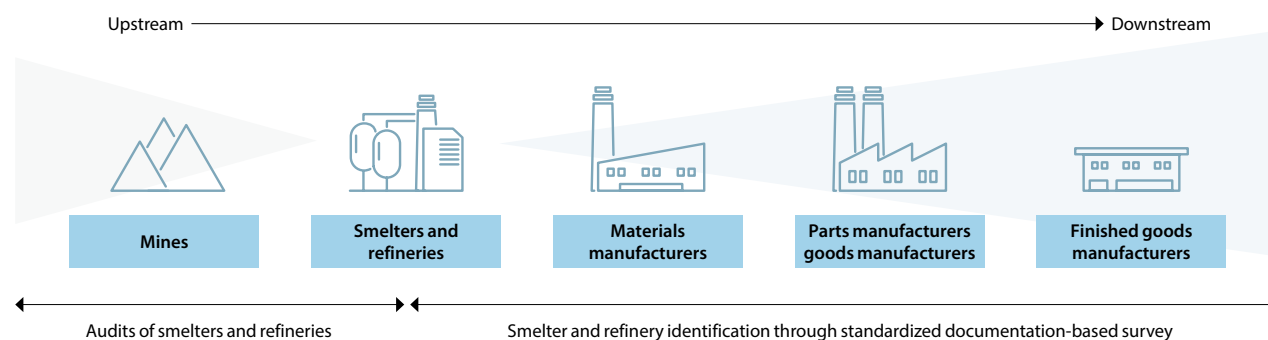 Upstream
Downstream
Mines
Smelters and
refineries
Materials
manufacturers
Parts manufacturers
goods manufacturers
Finished goods
manufacturers
Audits of smelters and refineries
Smelter and refinery identification through standardized documentation-based survey